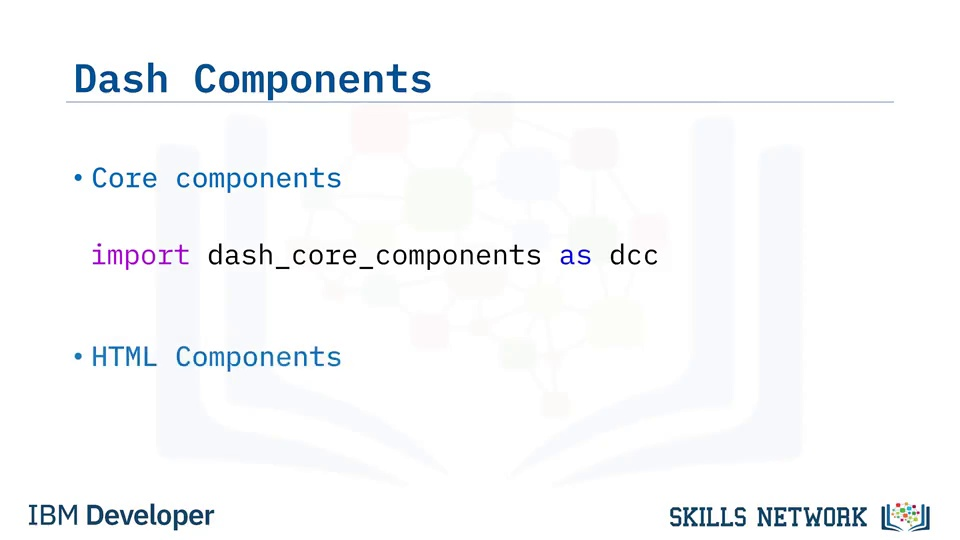 Dash Components
• Core components
import dash_core_components as dcc
• HTML Components
IBM Developer
SKILLS NETWORK